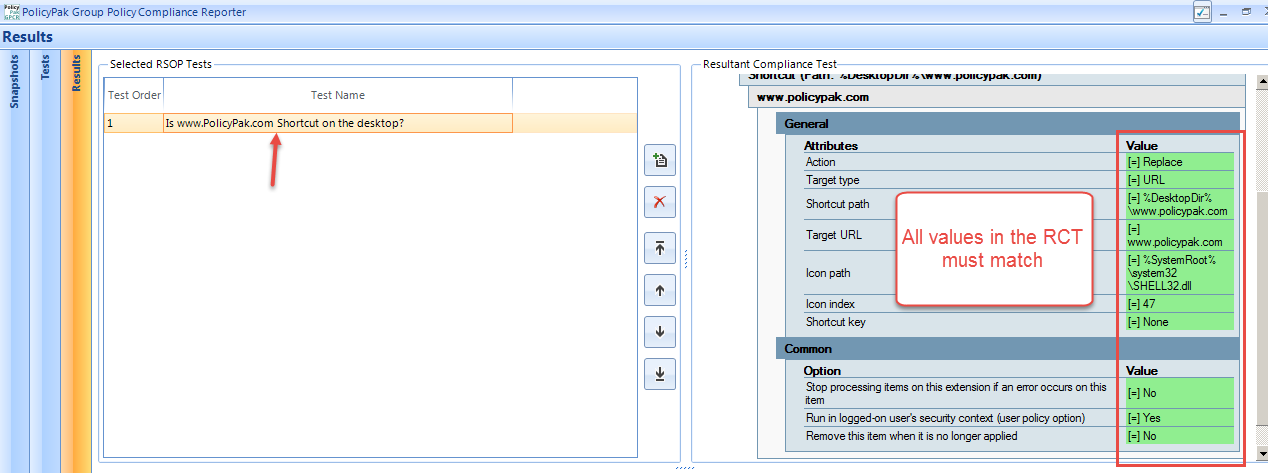 Policy
Pak
GPCR
PolicyPak Group Policy Compliance Reporter
Results
Snapshots
Tests
Results
Selected RSOP Tests
Test Order
Test Name
1
Is www.PolicyPak.com Shortcut on the desktop?
Resultant Compliance Test
Shortcut (Path: %DesktopDir%\www.policypak.com)
www.policypak.com
General
Attributes
Value
Action
[=] Replace
Target type
[=] URL
Shortcut path
[=] %DesktopDir%
\www.policypak.com
Target URL
[=]
www.policypak.com
Icon path
[=] %SystemRoot%
\system32
\SHELL32.dll
Icon index
[=] 47
Shortcut key
[=] None
All values in the RCT
must match
Common
Option
Value
Stop processing items on this extension if an error occurs on this
item
[=] No
Run in logged-on user's security context (user policy option)
[=] Yes
Remove this item when it is no longer applied
[=] No